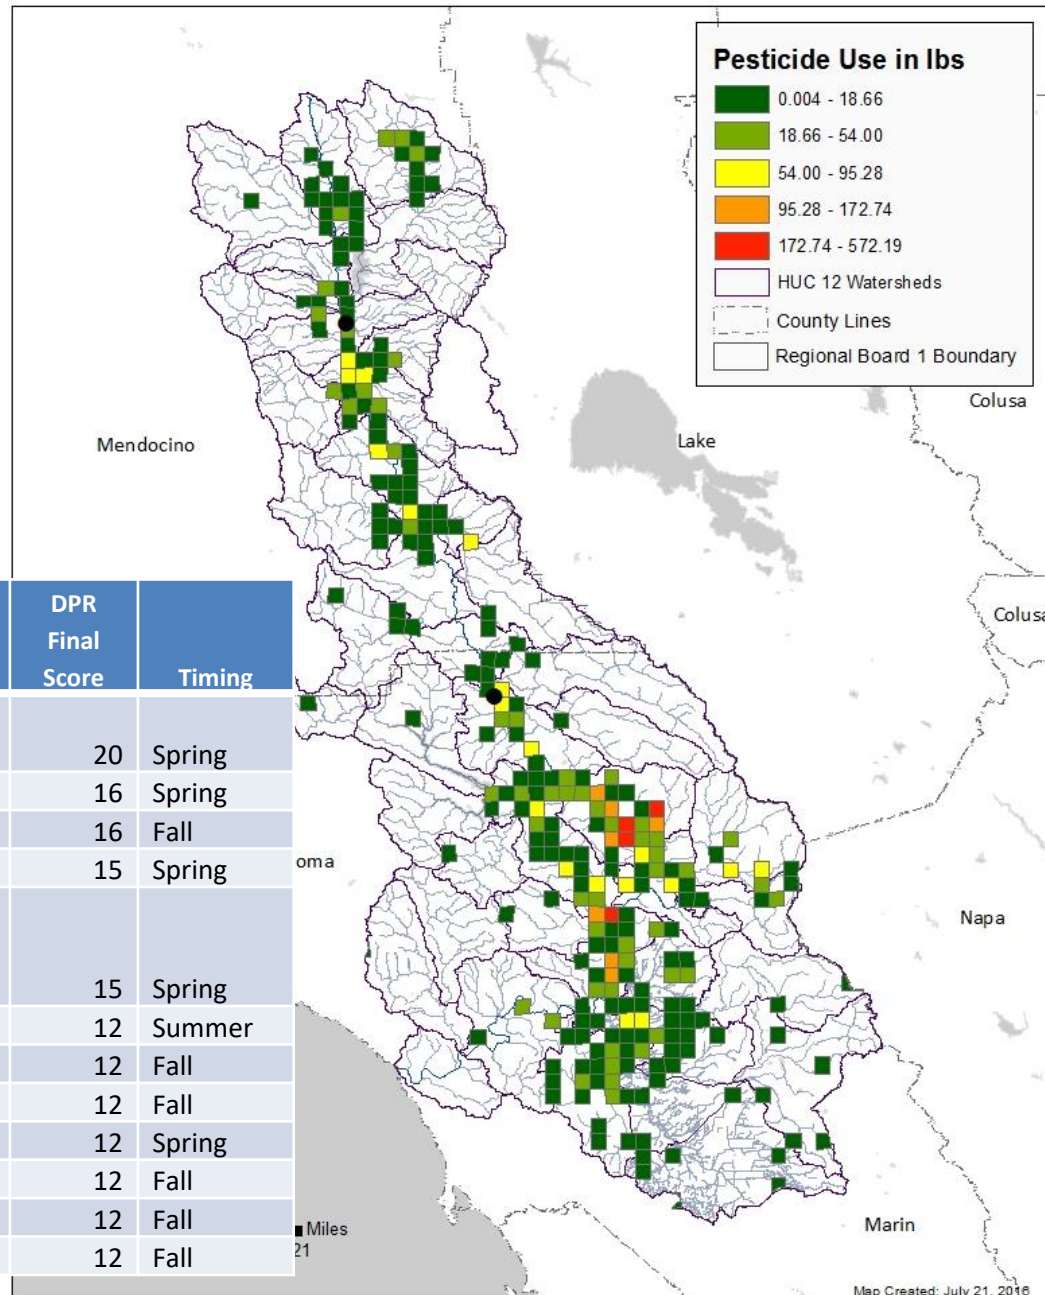 Pesticide Use in lbs
0.004 - 18.66
18.66 - 54.00
54.00 - 95.28
95.28 - 172.74
172.74 - 572.19
HUC 12 Watersheds
County Lines
Regional Board 1 Boundary
Colusa
Mendocino
Lake
Colusa
DPR
Final
Score Timing
20 Spring
16 Spring
16 Fall
15 Spring
oma
15 Spring
Napa
12 Summer
12 Fall
12 Fall
12 Spring
12 Fall
12 Fall
Marin
Miles
21
12 Fall
Map Created: July 21, 2016